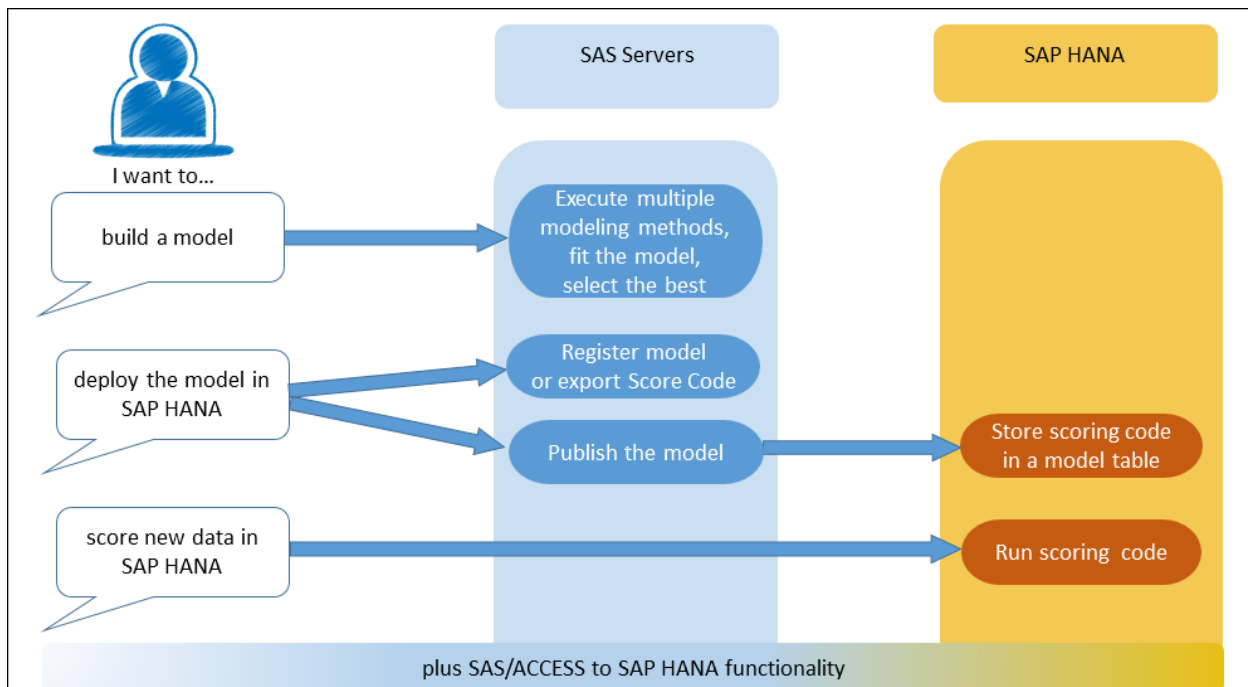 SAS Servers
SAP HANA
I want to...
build a model
Execute multiple
modeling methods,
fit the model,
select the best
deploy the model in
SAP HANA
Register model
or export Score Code
Publish the model
Store scoring code
in a model table
score new data in
SAP HANA
Run scoring code
plus SAS/ACCESS to SAP HANA functionality